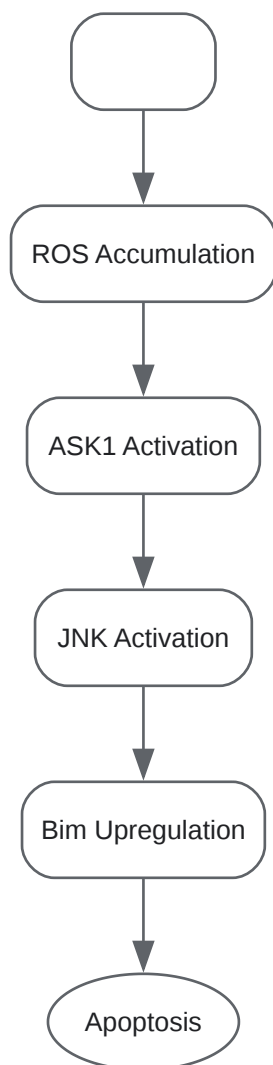 ROS Accumulation
ASK1 Activation
JNK Activation
Bim Upregulation
Apoptosis